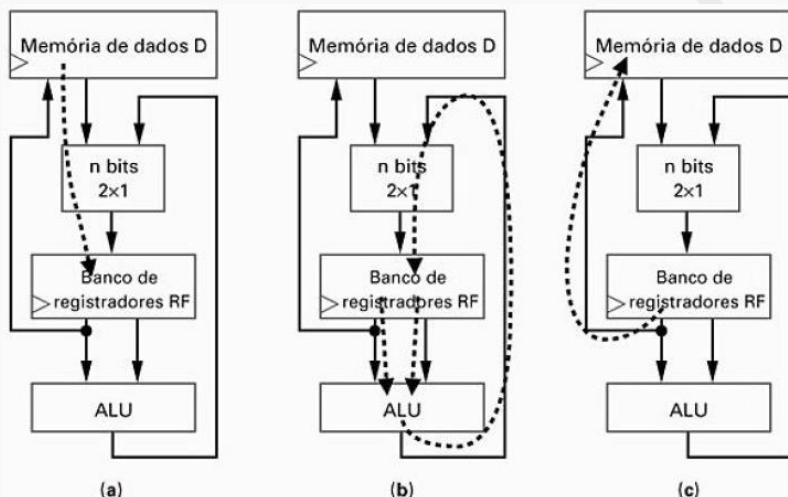 Memória de dados D
n bits
2×1
Banco de
registradores RF
ALU
(a)
Memória de dados D
n bits
2×1
Banco de
registradores RF
ALU
(b)
Memória de dados D
n bits
2×1
Banco de
registradores RF
ALU
(c)